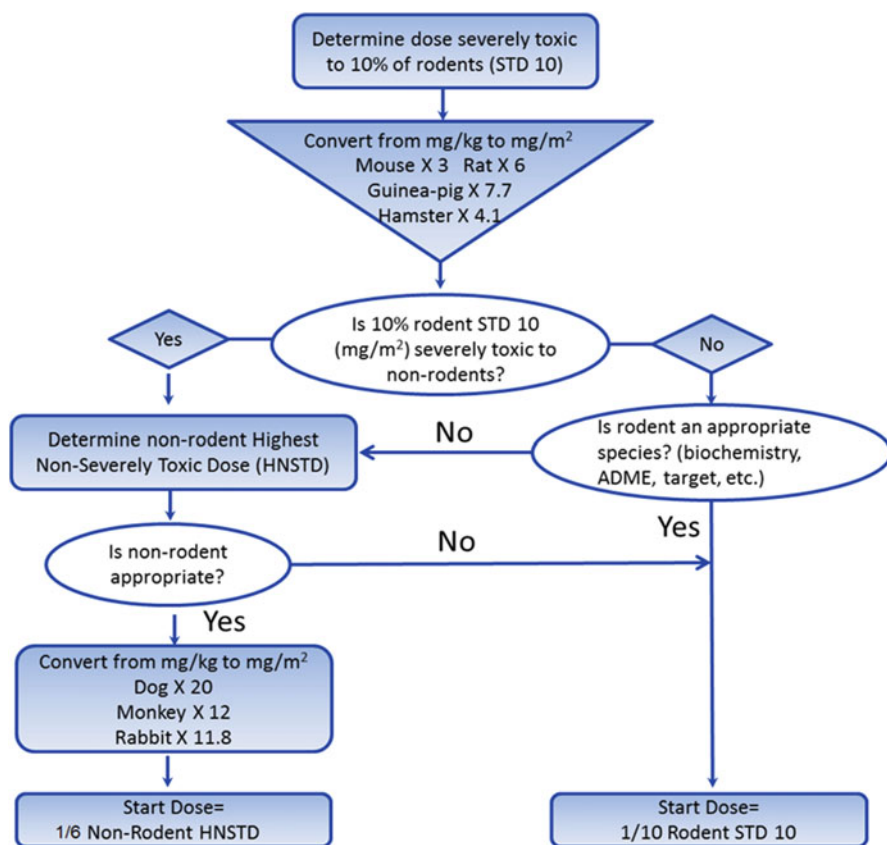 Determine dose severely toxic
to 10% of rodents (STD 10)
Convert from mg/kg to mg/m²
Mouse X 3 Rat X 6
Guinea-pig X 7.7
Hamster X 4.1
Is 10% rodent STD 10
(mg/m²) severely toxic to
non-rodents?
Yes
No
Determine non-rodent Highest
Non-Severely Toxic Dose (HNSTD)
No
Is rodent an appropriate
species? (biochemistry,
ADME, target, etc.)
Yes
Is non-rodent
appropriate?
No
Yes
Convert from mg/kg to mg/m²
Dog X 20
Monkey X 12
Rabbit X 11.8
Start Dose=
1/6 Non-Rodent HNSTD
Start Dose=
1/10 Rodent STD 10